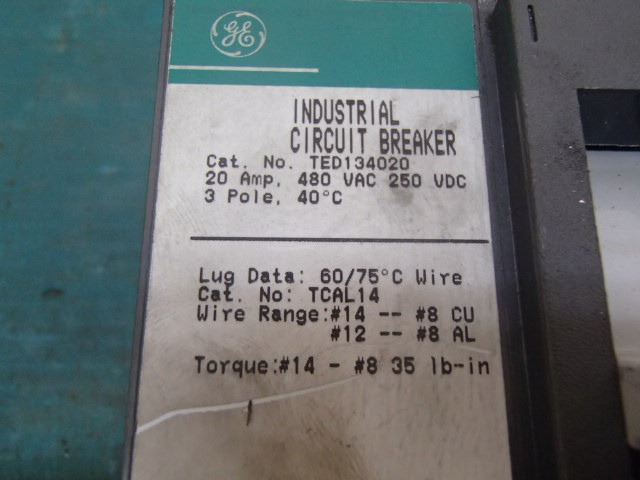 GE
INDUSTRIAL
CIRCUIT BREAKER
Cat. No. TED134020
20 Amp, 480 VAC 250 VDC
3 Pole, 40°C
Lug Data: 60/75°C Wire
Cat. No: TCAL14
Wire Range:#14 -- #8 CU
#12 -- #8 AL
Torque:#14 - #8 35 lb-in